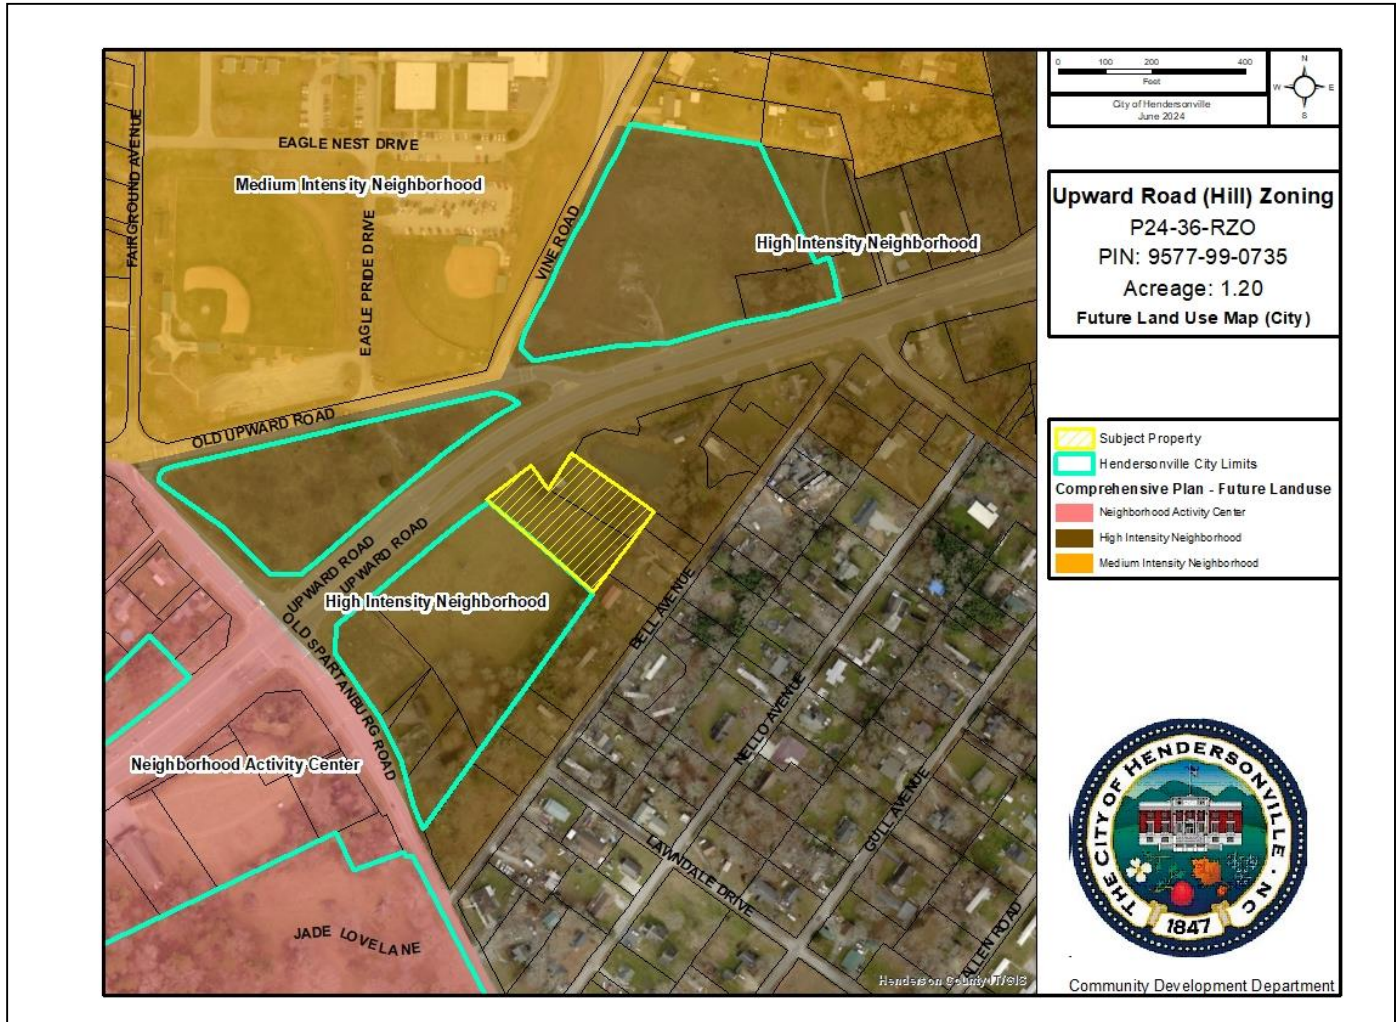 0 100 200 400
Feet
N
W E
S
City of Hendersonville
June 2024
Upward Road (Hill) Zoning
P24-36-RZO
PIN: 9577-99-0735
Acreage: 1.20
Future Land Use Map (City)
Subject Property
Hendersonville City Limits
Comprehensive Plan - Future Landuse
Neighborhood Activity Center
High Intensity Neighborhood
Medium Intensity Neighborhood
FAIRGROUND AVENUE
EAGLE NEST DRIVE
Medium Intensity Neighborhood
EAGLE PRIDE DRIVE
VINE ROAD
High Intensity Neighborhood
OLD UPWARD ROAD
UPWARD ROAD
UPWARD ROAD
High Intensity Neighborhood
OLD SPARTANBURG ROAD
BELL AVENUE
NELLO AVENUE
GULL AVENUE
Neighborhood Activity Center
LAWNDALE DRIVE
ALLEN ROAD
JADE LOVELANE
Henderson County IT/GIS
THE CITY OF HENDERSONVILLE · N.C
1847
Community Development Department